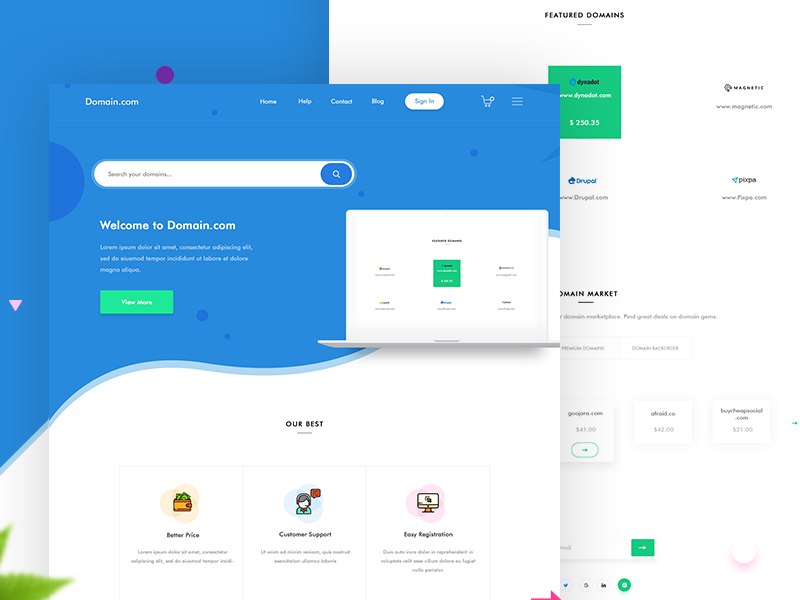 FEATURED DOMAINS
dynadot
www.dynadot.com
$ 250.35
MAGNETIC
www.magnetic.com
Drupal
www.Drupal.com
pixpa
www.Pixpa.com
Domain.com
Home
Help
Contact
Blog
Sign In
Search your domains...
Welcome to Domain.com
Lorem ipsum dolor sit amet, consectetur adipiscing elit,
sed do eiusmod tempor incididunt ut labore et dolore
magna aliqua.
View More
FEATURED DOMAINS
OMAIN MARKET
r domain marketplace. Find great deals on domain gems.
PREMIUM DOMAINS
DOMAIN BACKORDER
goojara.com
$41.00
afraid.co
$42.00
buycheapsocial
.com
$21.00
OUR BEST
Better Price
Lorem ipsum dolor sit amet, consectetur
adipiscing elit, sed do eiusmod tempor incidi-
Customer Support
Ut enim ad minim veniam, quis nostrud
exercitation ullamco laboris
Easy Registration
Duis aute irure dolor in reprehenderit in
voluptate velit esse cillum dolore eu fugiat
nulla pariatur.